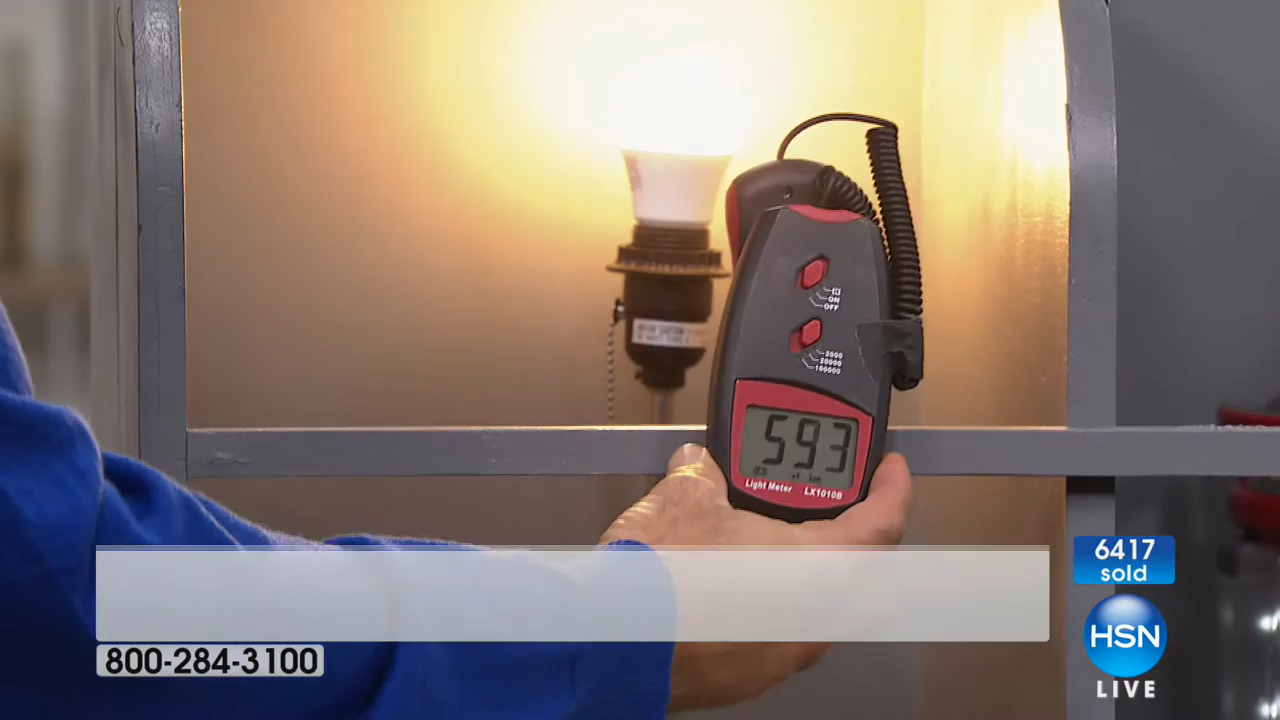 ON
OFF
2000
20000
100000
593
Light Meter LX1010B
6417
sold
HSN
LIVE
800-284-3100